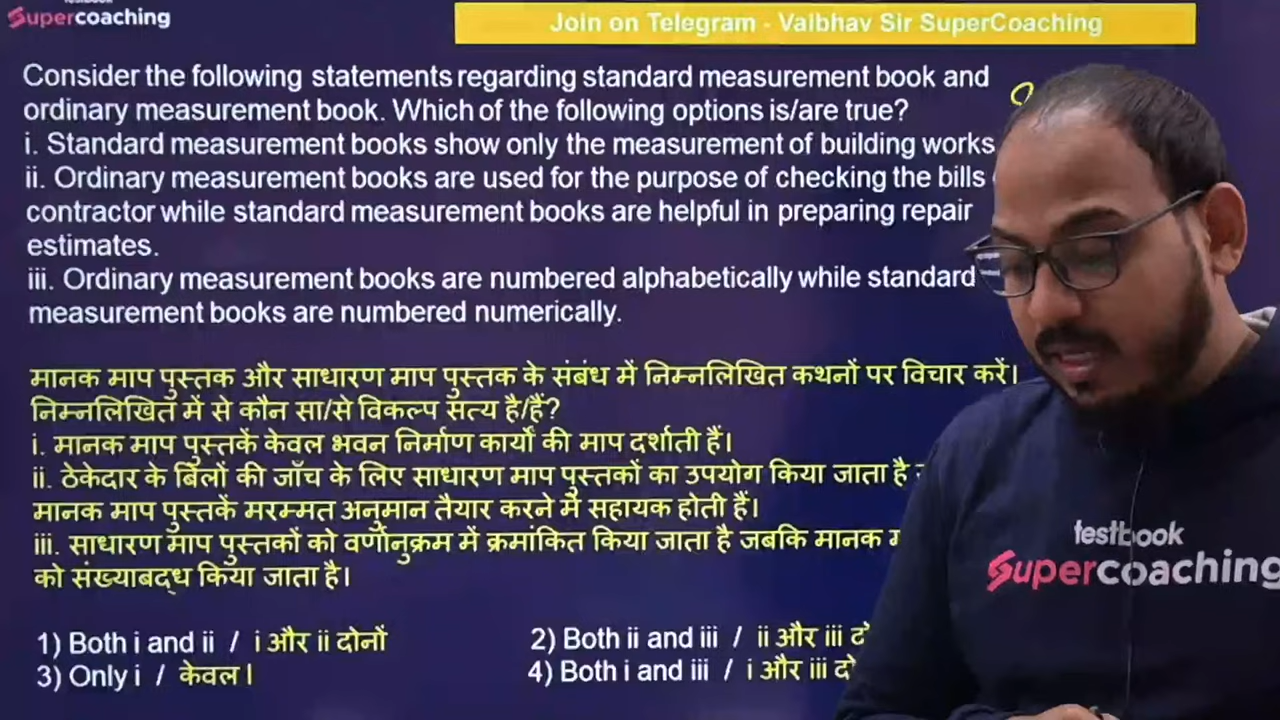 testbook
Supercoaching
Join on Telegram - Vaibhav Sir SuperCoaching
Consider the following statements regarding standard measurement book and
ordinary measurement book. Which of the following options is/are true?
i. Standard measurement books show only the measurement of building works
ii. Ordinary measurement books are used for the purpose of checking the bills
contractor while standard measurement books are helpful in preparing repair
estimates.
iii. Ordinary measurement books are numbered alphabetically while standard
measurement books are numbered numerically.
मानक माप पुस्तक और साधारण माप पुस्तक के संबंध में निम्नलिखित कथनों पर विचार करें।
निम्नलिखित में से कौन सा/से विकल्प सत्य है/हैं?
i. मानक माप पुस्तकें केवल भवन निर्माण कार्यों की माप दर्शाती हैं।
ii. ठेकेदार के बिलों की जाँच के लिए साधारण माप पुस्तकों का उपयोग किया जाता है
मानक माप पुस्तकें मरम्मत अनुमान तैयार करने में सहायक होती हैं।
iii. साधारण माप पुस्तकों को वर्णानुक्रम में क्रमांकित किया जाता है जबकि मानक
को संख्याबद्ध किया जाता है।
1) Both i and ii / i और ii दोनों
2) Both ii and iii / ii और iii
3) Only i / केवल I
4) Both i and iii / i और iii
testbook
Supercoaching